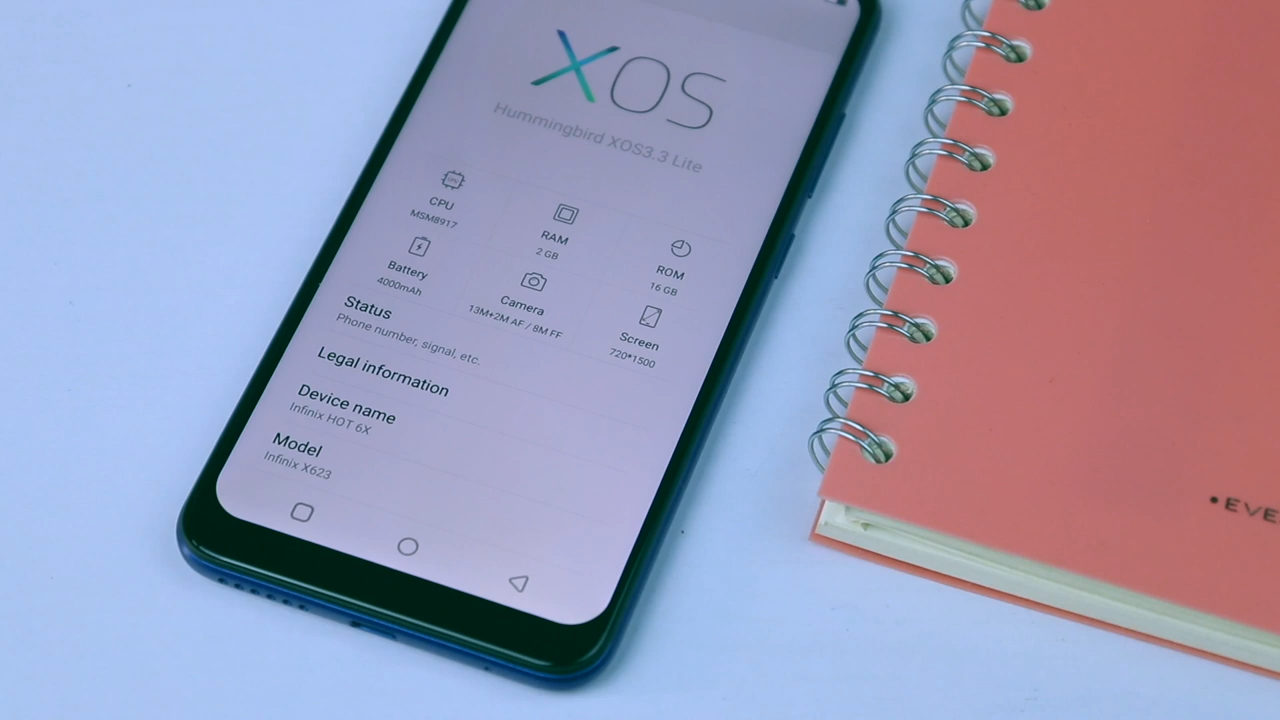 XOS
Hummingbird XOS3.3 Lite
CPU
MSM8917
RAM
2 GB
ROM
16 GB
Battery
4000mAh
Camera
13M+2M AF / 8M FF
Screen
720*1500
Status
Phone number, signal, etc.
Legal information
Device name
Infinix HOT 6X
Model
Infinix X623
•EVE